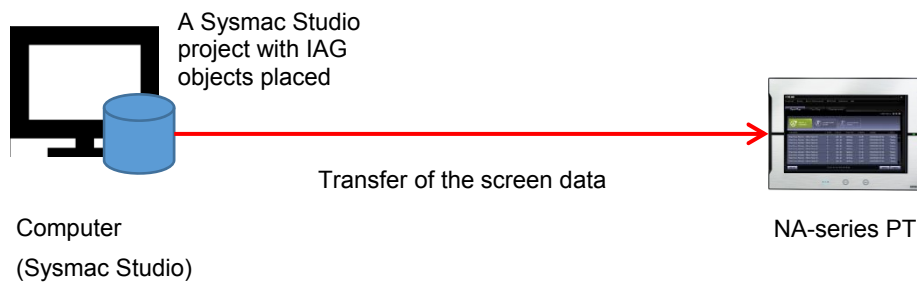 A Sysmac Studio
project with IAG
objects placed
Transfer of the screen data
Computer
(Sysmac Studio)
NA-series PT